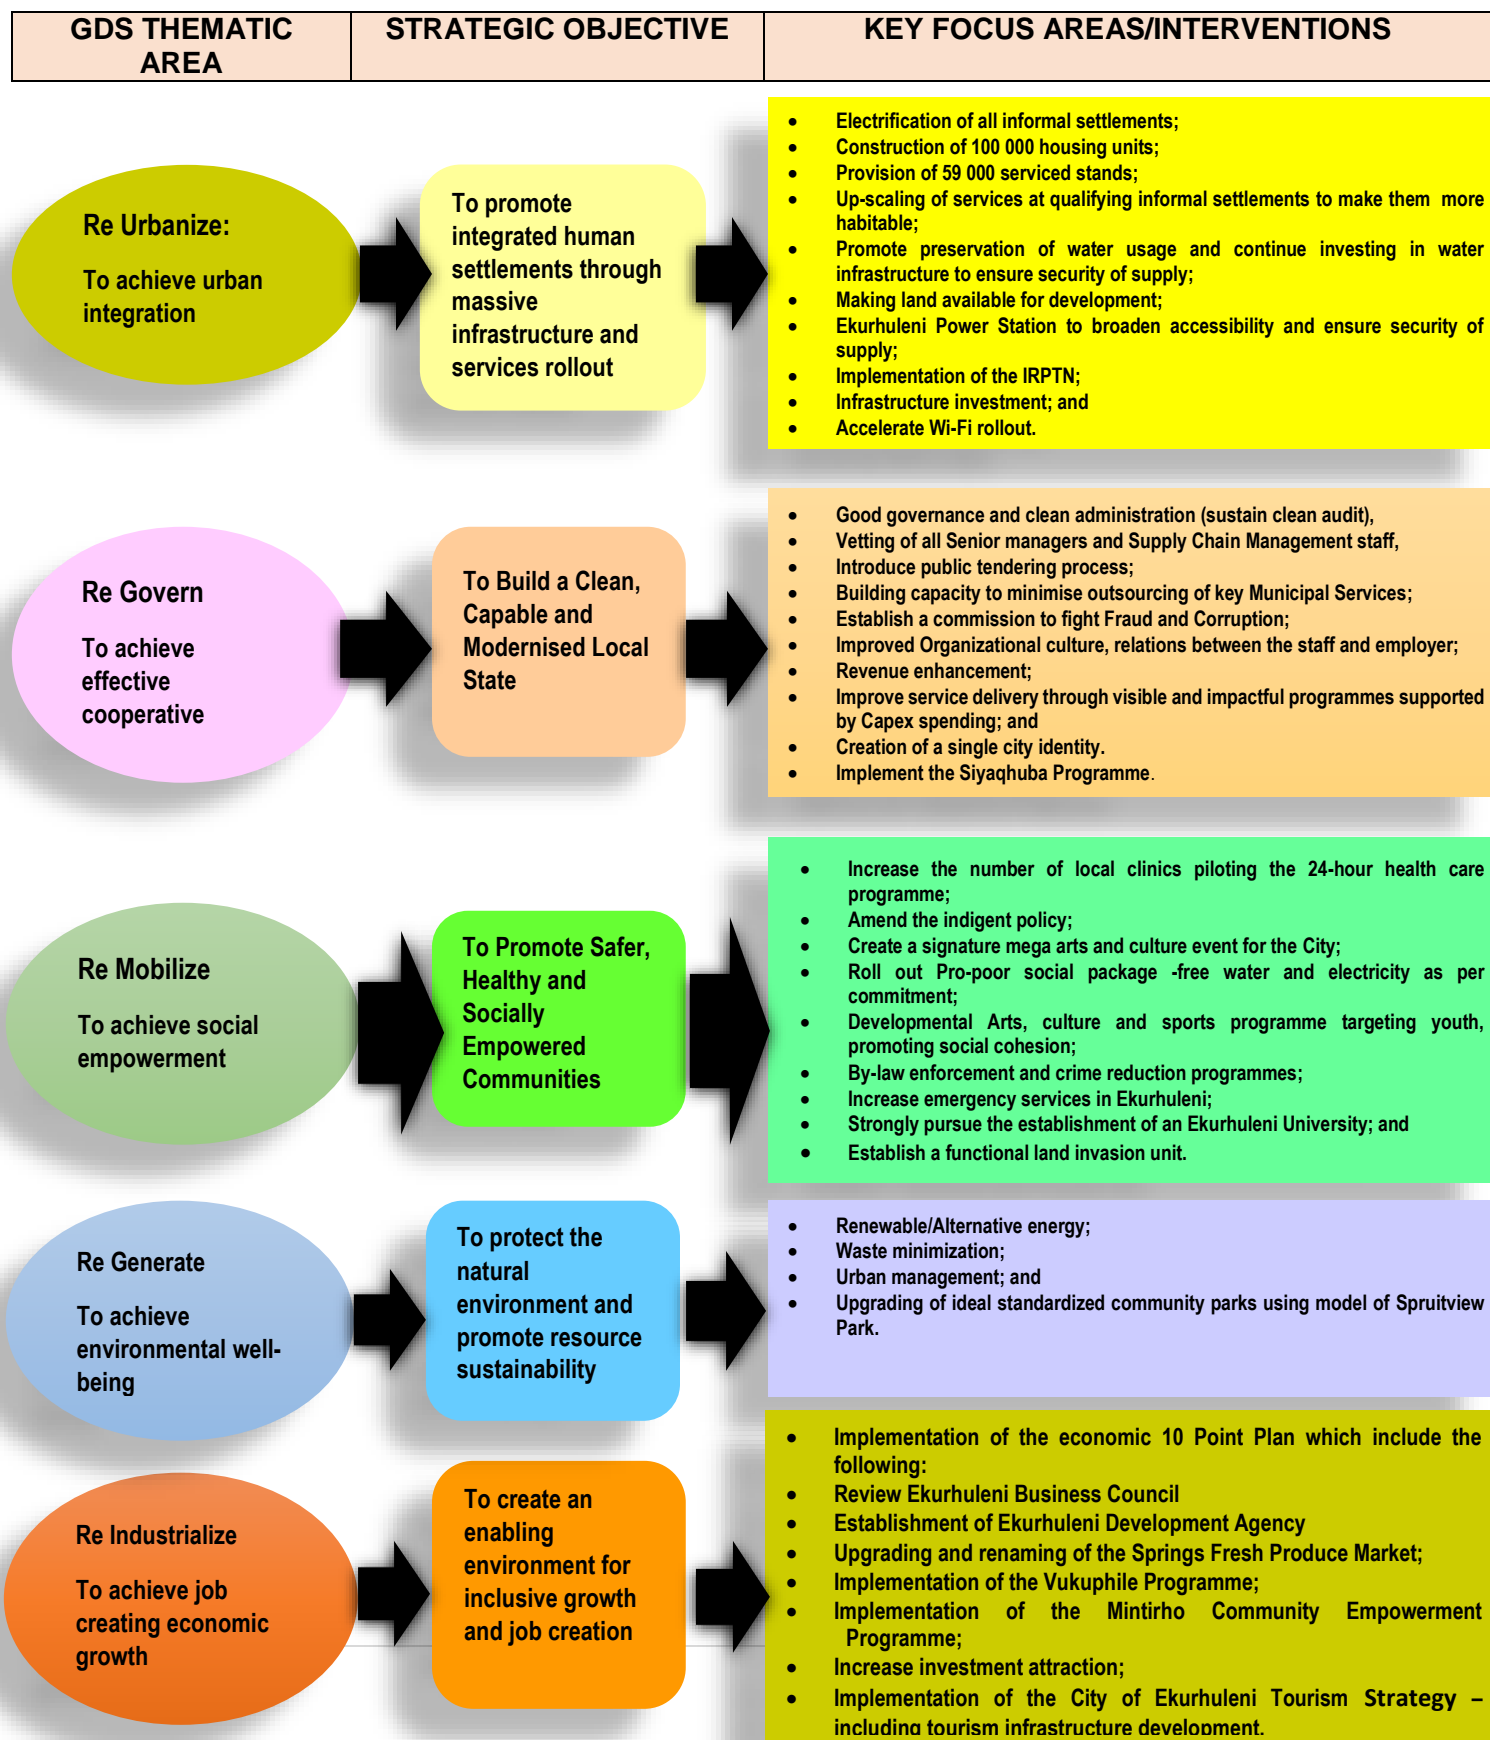 GDS THEMATIC
AREA
STRATEGIC OBJECTIVE
KEY FOCUS AREAS/INTERVENTIONS
Re Urbanize:
To achieve urban
integration
To promote
integrated human
settlements through
massive
infrastructure and
services rollout
• Electrification of all informal settlements;
• Construction of 100 000 housing units;
• Provision of 59 000 serviced stands;
• Up-scaling of services at qualifying informal settlements to make them more
habitable;
• Promote preservation of water usage and continue investing in water
infrastructure to ensure security of supply;
• Making land available for development;
• Ekurhuleni Power Station to broaden accessibility and ensure security of
supply;
• Implementation of the IRPTN;
• Infrastructure investment; and
• Accelerate Wi-Fi rollout.
Re Govern
To achieve
effective
cooperative
To Build a Clean,
Capable and
Modernised Local
State
• Good governance and clean administration (sustain clean audit),
• Vetting of all Senior managers and Supply Chain Management staff,
• Introduce public tendering process;
• Building capacity to minimise outsourcing of key Municipal Services;
• Establish a commission to fight Fraud and Corruption;
• Improved Organizational culture, relations between the staff and employer;
• Revenue enhancement;
• Improve service delivery through visible and impactful programmes supported
by Capex spending; and
• Creation of a single city identity.
• Implement the Siyaqhuba Programme.
Re Mobilize
To achieve social
empowerment
To Promote Safer,
Healthy and
Socially
Empowered
Communities
• Increase the number of local clinics piloting the 24-hour health care
programme;
• Amend the indigent policy;
• Create a signature mega arts and culture event for the City;
• Roll out Pro-poor social package -free water and electricity as per
commitment;
• Developmental Arts, culture and sports programme targeting youth,
promoting social cohesion;
• By-law enforcement and crime reduction programmes;
• Increase emergency services in Ekurhuleni;
• Strongly pursue the establishment of an Ekurhuleni University; and
• Establish a functional land invasion unit.
Re Generate
To achieve
environmental well-
being
To protect the
natural
environment and
promote resource
sustainability
• Renewable/Alternative energy;
• Waste minimization;
• Urban management; and
• Upgrading of ideal standardized community parks using model of Spruitview
Park.
Re Industrialize
To achieve job
creating economic
growth
To create an
enabling
environment for
inclusive growth
and job creation
• Implementation of the economic 10 Point Plan which include the
following:
• Review Ekurhuleni Business Council
• Establishment of Ekurhuleni Development Agency
• Upgrading and renaming of the Springs Fresh Produce Market;
• Implementation of the Vukuphile Programme;
• Implementation of the Mintirho Community Empowerment
Programme;
• Increase investment attraction;
• Implementation of the City of Ekurhuleni Tourism Strategy –
including tourism infrastructure development.